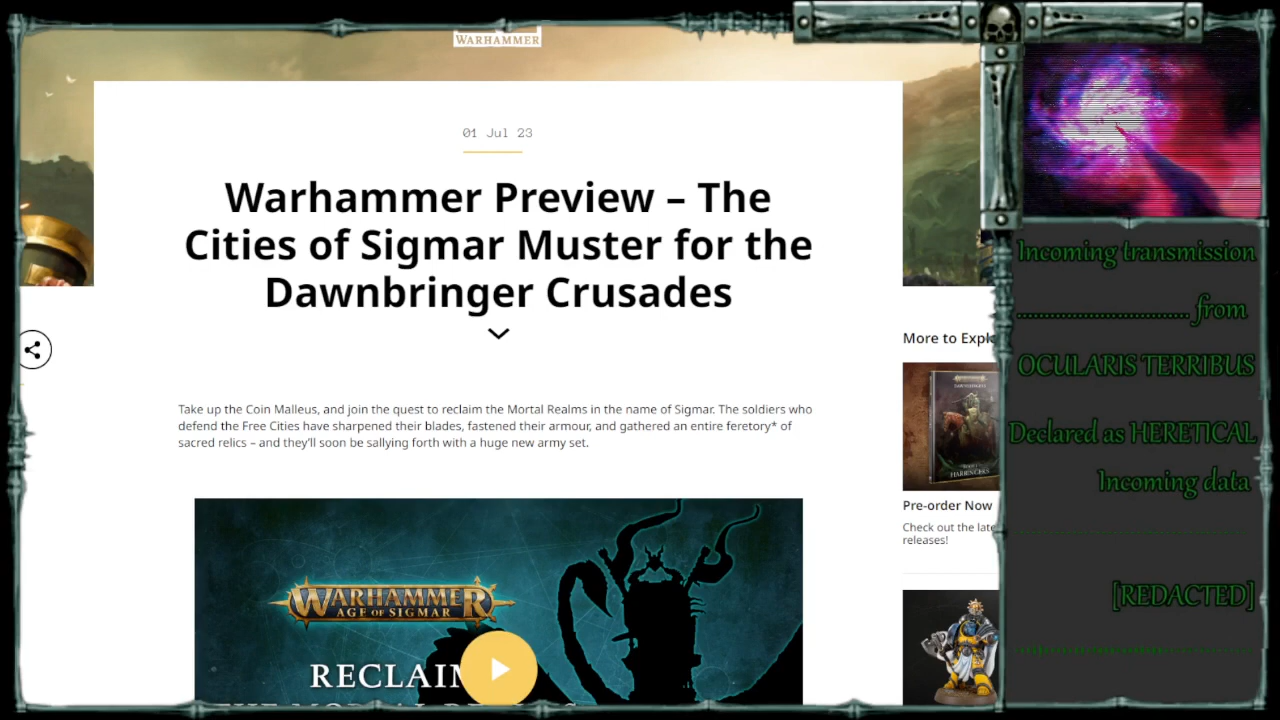 WARHAMMER
01 Jul 23
Warhammer Preview – The
Cities of Sigmar Muster for the
Dawnbringer Crusades
Take up the Coin Malleus, and join the quest to reclaim the Mortal Realms in the name of Sigmar. The soldiers who
defend the Free Cities have sharpened their blades, fastened their armour, and gathered an entire feretory* of
sacred relics – and they'll soon be sallying forth with a huge new army set.
WARHAMMER
AGE OF SIGMAR
RECLAIM
More to Explo
HARBINGERS
Pre-order Now
Check out the late
releases!
Incoming transmission
................................ from
OCULARIS TERRIBUS
Declared as HERETICAL
Incoming data
[REDACTED]